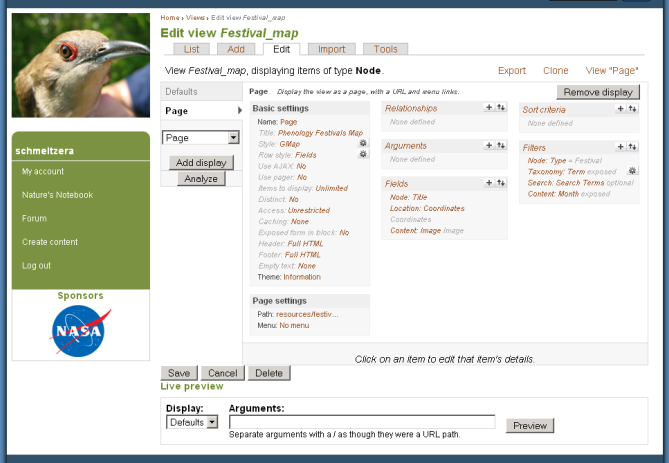 Home › Views › Edit view Festival_map
Edit view Festival_map
List Add Edit Import Tools
View Festival_map, displaying items of type Node.
Export Clone View "Page"
Defaults
Page
Page
Add display
Analyze
Page Display the view as a page, with a URL and menu links.
Remove display
Basic settings
Name: Page
Title: Phenology Festivals Map
Style: GMap
Row style: Fields
Use AJAX: No
Use pager: No
Items to display: Unlimited
Distinct: No
Access: Unrestricted
Caching: None
Exposed form in block: No
Header: Full HTML
Footer: Full HTML
Empty text: None
Theme: Information
Page settings
Path: resources/festiv...
Menu: No menu
Relationships
None defined
Arguments
None defined
Fields
Node: Title
Location: Coordinates
Coordinates
Content: Image Image
Sort criteria
None defined
Filters
Node: Type = Festival
Taxonomy: Term exposed
Search: Search Terms optional
Content: Month exposed
Click on an item to edit that item's details.
Save Cancel Delete
Live preview
Display: Arguments:
Defaults
Preview
Separate arguments with a / as though they were a URL path.
schmeltzera
My account
Nature's Notebook
Forum
Create content
Log out
Sponsors
NASA